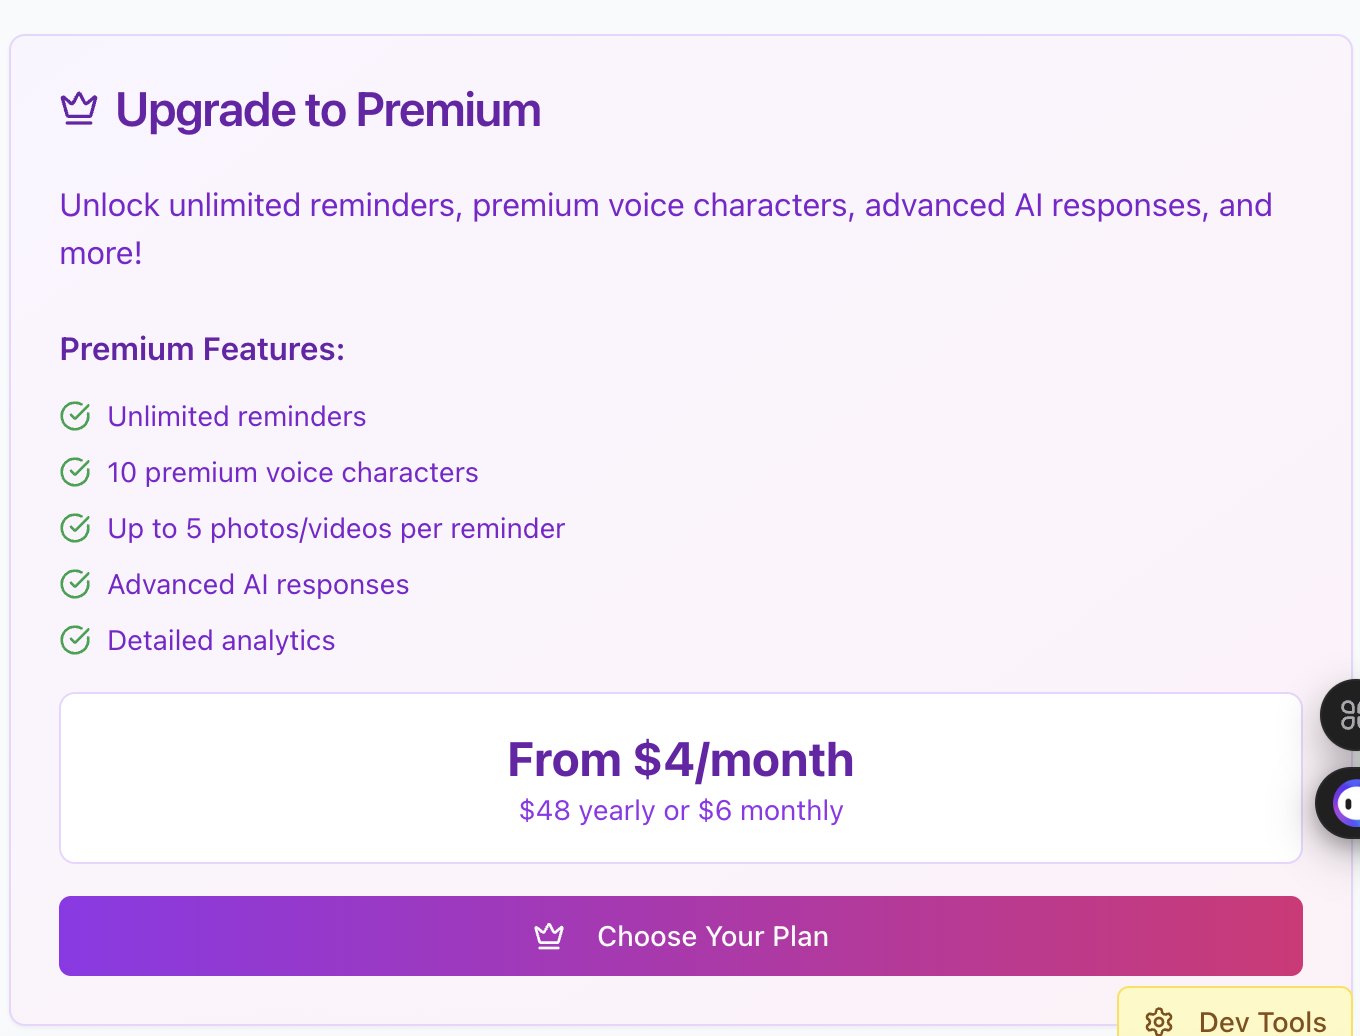 Upgrade to Premium
Unlock unlimited reminders, premium voice characters, advanced AI responses, and
more!
Premium Features:
Unlimited reminders
10 premium voice characters
Up to 5 photos/videos per reminder
Advanced AI responses
Detailed analytics
From $4/month
$48 yearly or $6 monthly
Choose Your Plan
Dev Tools